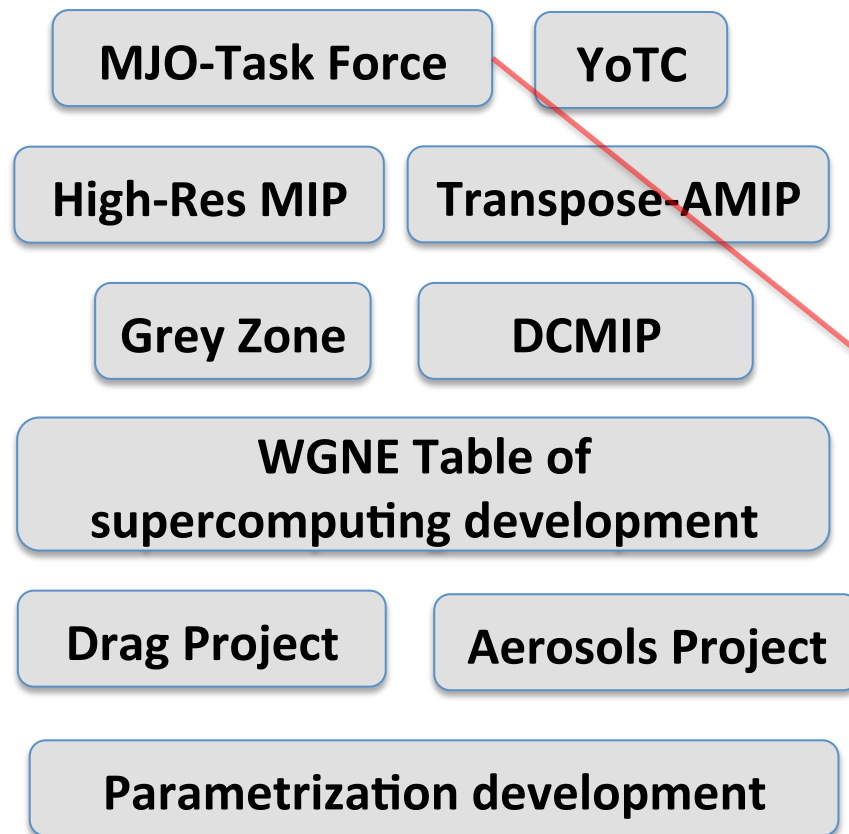 MJO-Task Force
YoTC
High-Res MIP
Transpose-AMIP
Grey Zone
DCMIP
WGNE Table of
supercomputing development
Drag Project
Aerosols Project
Parametrization development